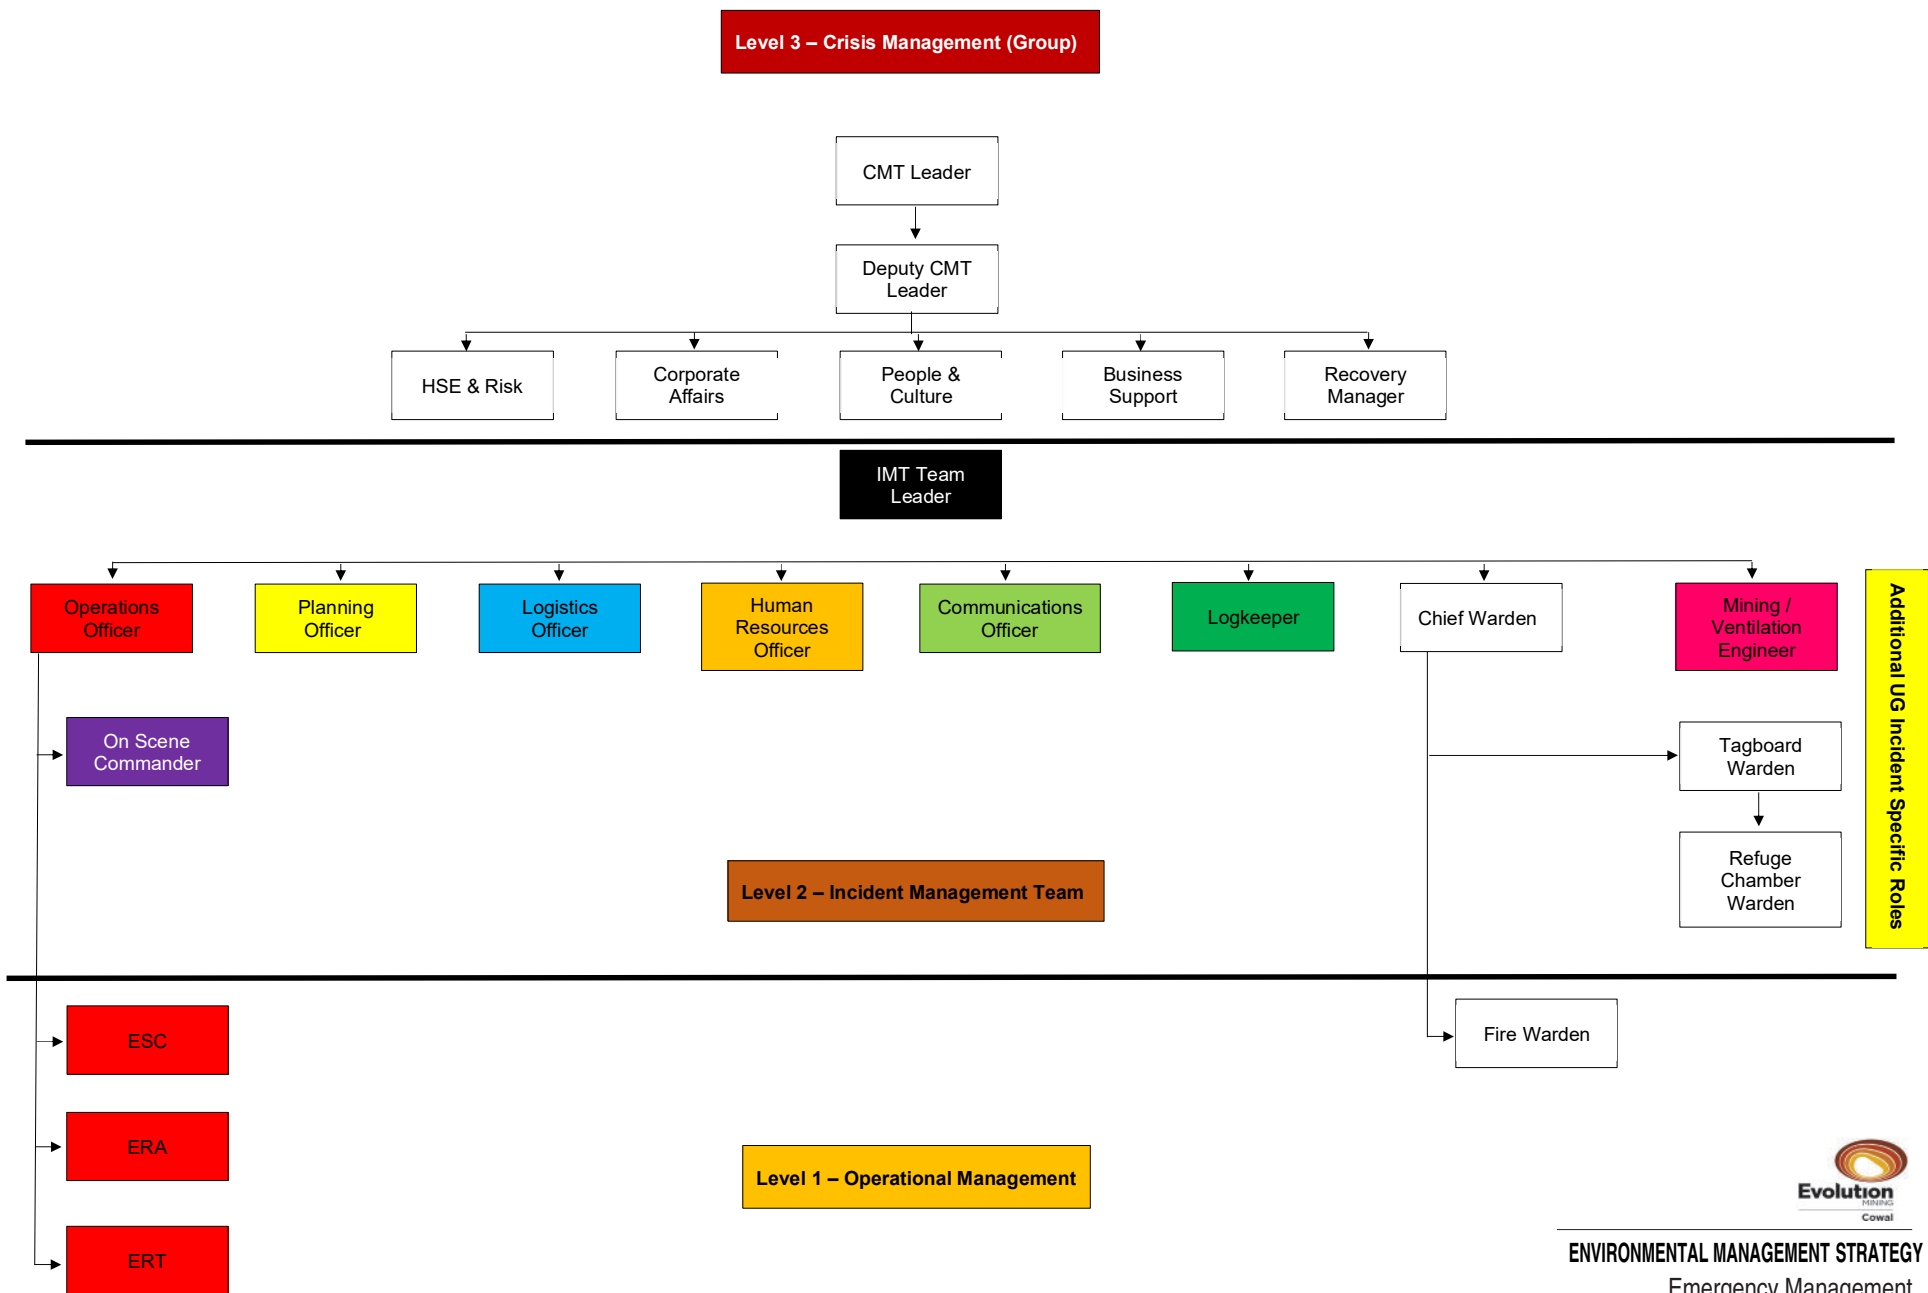 Level 3 – Crisis Management (Group)
CMT Leader
Deputy CMT
Leader
HSE & Risk
Corporate
Affairs
People &
Culture
Business
Support
Recovery
Manager
IMT Team
Leader
Operations
Officer
Planning
Officer
Logistics
Officer
Human
Resources
Officer
Communications
Officer
Logkeeper
Chief Warden
Mining /
Ventilation
Engineer
Additional UG Incident Specific Roles
On Scene
Commander
Tagboard
Warden
Refuge
Chamber
Warden
Level 2 – Incident Management Team
ESC
Fire Warden
ERA
Level 1 – Operational Management
ERT
Evolution
MINING
Cowal
ENVIRONMENTAL MANAGEMENT STRATEGY
Emergency Management